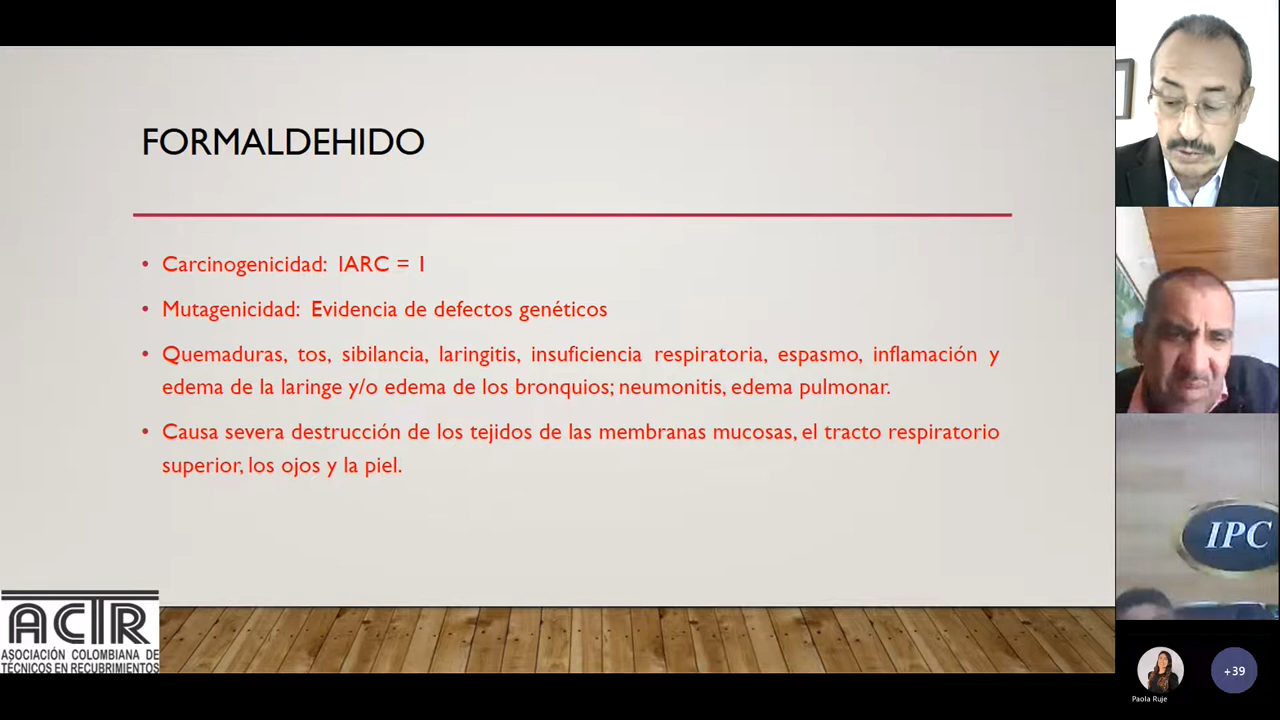 FORMALDEHIDO
• Carcinogenicidad: IARC = 1
• Mutagenicidad: Evidencia de defectos genéticos
• Quemaduras, tos, sibilancia, laringitis, insuficiencia respiratoria, espasmo, inflamación y
edema de la laringe y/o edema de los bronquios; neumonitis, edema pulmonar.
• Causa severa destrucción de los tejidos de las membranas mucosas, el tracto respiratorio
superior, los ojos y la piel.
ACTR
ASOCIACIÓN COLOMBIANA DE
TÉCNICOS EN RECUBRIMIENTOS
IPC
Paola Ruje
+39